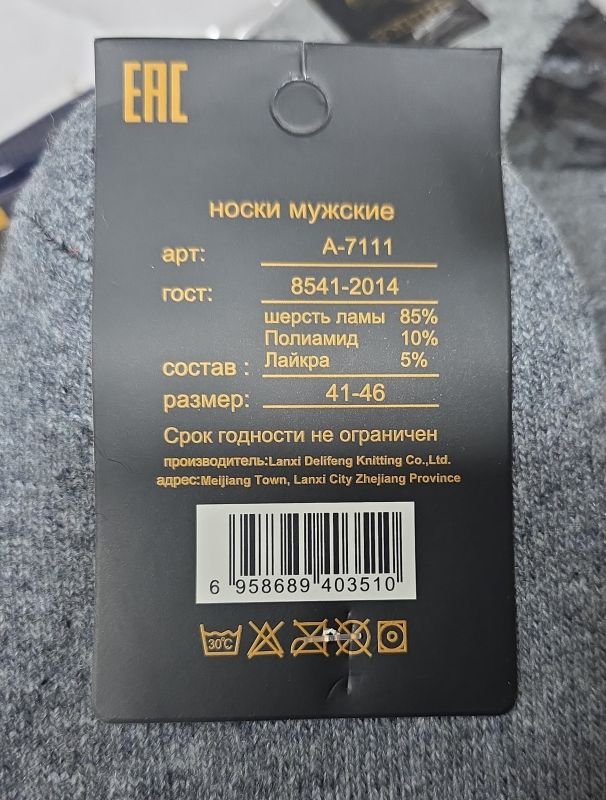 EAC
носки мужские
арт: А-7111
гост: 8541-2014
шерсть ламы 85%
Полиамид 10%
состав : Лайкра 5%
размер: 41-46
Срок годности не ограничен
производитель:Lanxi Delifeng Knitting Co.,Ltd.
адрес:Meijiang Town, Lanxi City Zhejiang Province
6 958689 403510
30°C